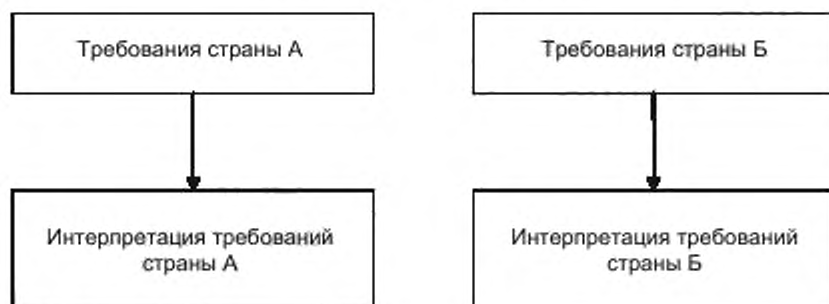 Требования страны А
Требования страны Б
Интерпретация требований
страны А
Интерпретация требований
страны Б